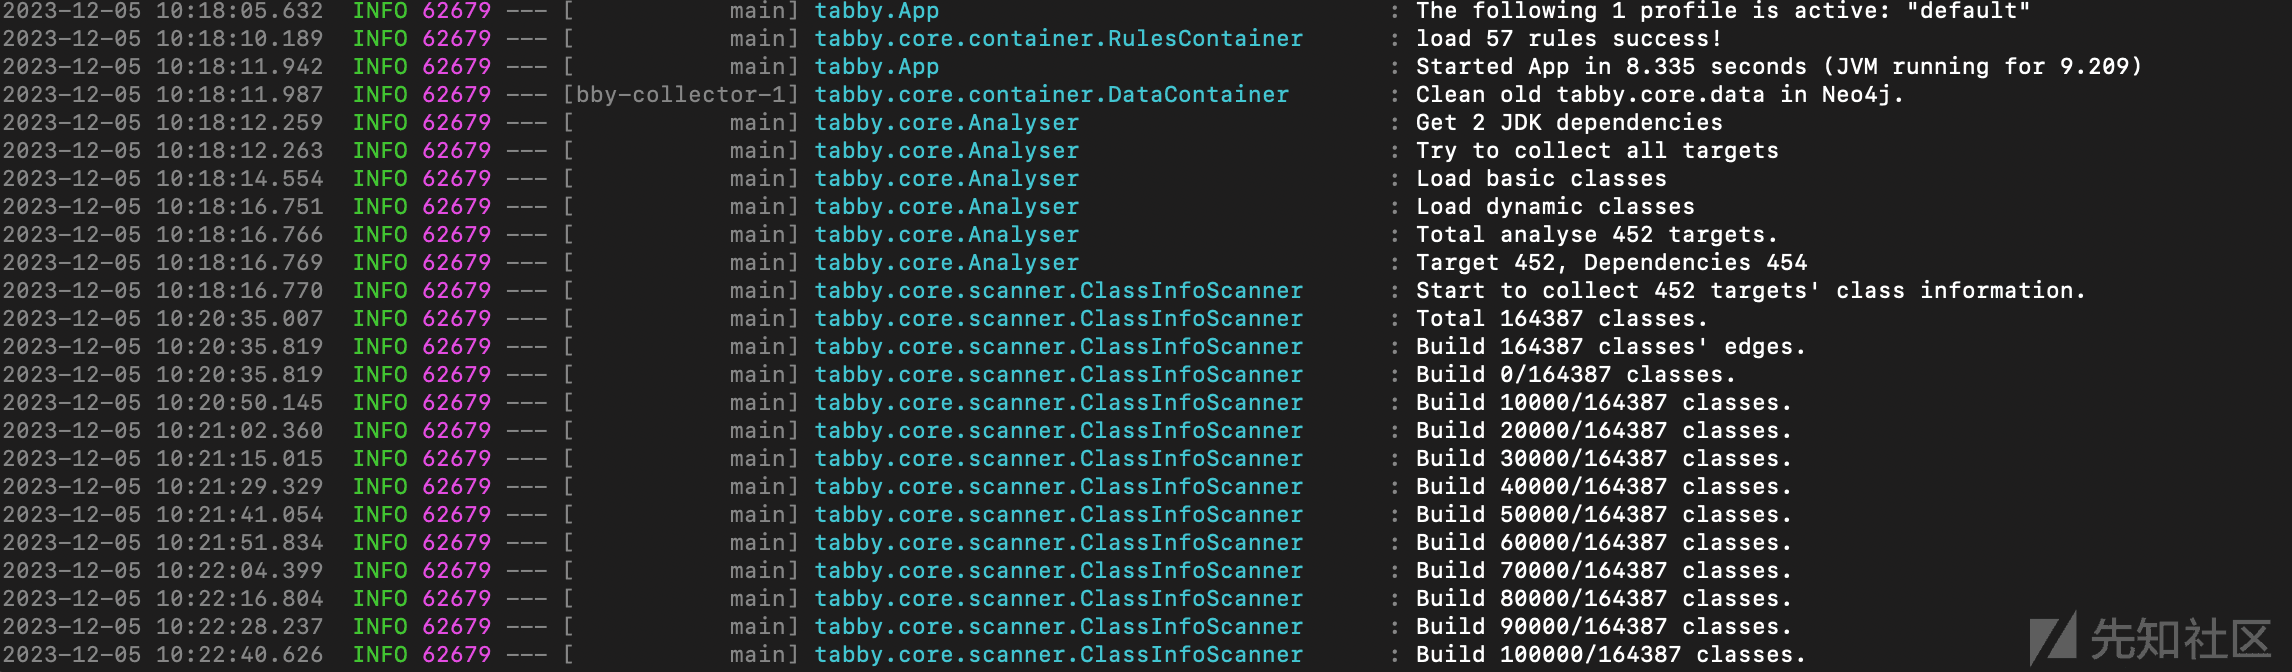 2023-12-05 10:18:05.632  INFO 62679 --- [           main] tabby.App                                : The following 1 profile is active: "default"
2023-12-05 10:18:10.189  INFO 62679 --- [           main] tabby.core.container.RulesContainer      : load 57 rules success!
2023-12-05 10:18:11.942  INFO 62679 --- [           main] tabby.App                                : Started App in 8.335 seconds (JVM running for 9.209)
2023-12-05 10:18:11.987  INFO 62679 --- [bby-collector-1] tabby.core.container.DataContainer       : Clean old tabby.core.data in Neo4j.
2023-12-05 10:18:12.259  INFO 62679 --- [           main] tabby.core.Analyser                      : Get 2 JDK dependencies
2023-12-05 10:18:12.263  INFO 62679 --- [           main] tabby.core.Analyser                      : Try to collect all targets
2023-12-05 10:18:14.554  INFO 62679 --- [           main] tabby.core.Analyser                      : Load basic classes
2023-12-05 10:18:16.751  INFO 62679 --- [           main] tabby.core.Analyser                      : Load dynamic classes
2023-12-05 10:18:16.766  INFO 62679 --- [           main] tabby.core.Analyser                      : Total analyse 452 targets.
2023-12-05 10:18:16.769  INFO 62679 --- [           main] tabby.core.Analyser                      : Target 452, Dependencies 454
2023-12-05 10:18:16.770  INFO 62679 --- [           main] tabby.core.scanner.ClassInfoScanner      : Start to collect 452 targets' class information.
2023-12-05 10:20:35.007  INFO 62679 --- [           main] tabby.core.scanner.ClassInfoScanner      : Total 164387 classes.
2023-12-05 10:20:35.819  INFO 62679 --- [           main] tabby.core.scanner.ClassInfoScanner      : Build 164387 classes' edges.
2023-12-05 10:20:35.819  INFO 62679 --- [           main] tabby.core.scanner.ClassInfoScanner      : Build 0/164387 classes.
2023-12-05 10:20:50.145  INFO 62679 --- [           main] tabby.core.scanner.ClassInfoScanner      : Build 10000/164387 classes.
2023-12-05 10:21:02.360  INFO 62679 --- [           main] tabby.core.scanner.ClassInfoScanner      : Build 20000/164387 classes.
2023-12-05 10:21:15.015  INFO 62679 --- [           main] tabby.core.scanner.ClassInfoScanner      : Build 30000/164387 classes.
2023-12-05 10:21:29.329  INFO 62679 --- [           main] tabby.core.scanner.ClassInfoScanner      : Build 40000/164387 classes.
2023-12-05 10:21:41.054  INFO 62679 --- [           main] tabby.core.scanner.ClassInfoScanner      : Build 50000/164387 classes.
2023-12-05 10:21:51.834  INFO 62679 --- [           main] tabby.core.scanner.ClassInfoScanner      : Build 60000/164387 classes.
2023-12-05 10:22:04.399  INFO 62679 --- [           main] tabby.core.scanner.ClassInfoScanner      : Build 70000/164387 classes.
2023-12-05 10:22:16.804  INFO 62679 --- [           main] tabby.core.scanner.ClassInfoScanner      : Build 80000/164387 classes.
2023-12-05 10:22:28.237  INFO 62679 --- [           main] tabby.core.scanner.ClassInfoScanner      : Build 90000/164387 classes.
2023-12-05 10:22:40.626  INFO 62679 --- [           main] tabby.core.scanner.ClassInfoScanner      : Build 100000/164387 classes.
先知社区